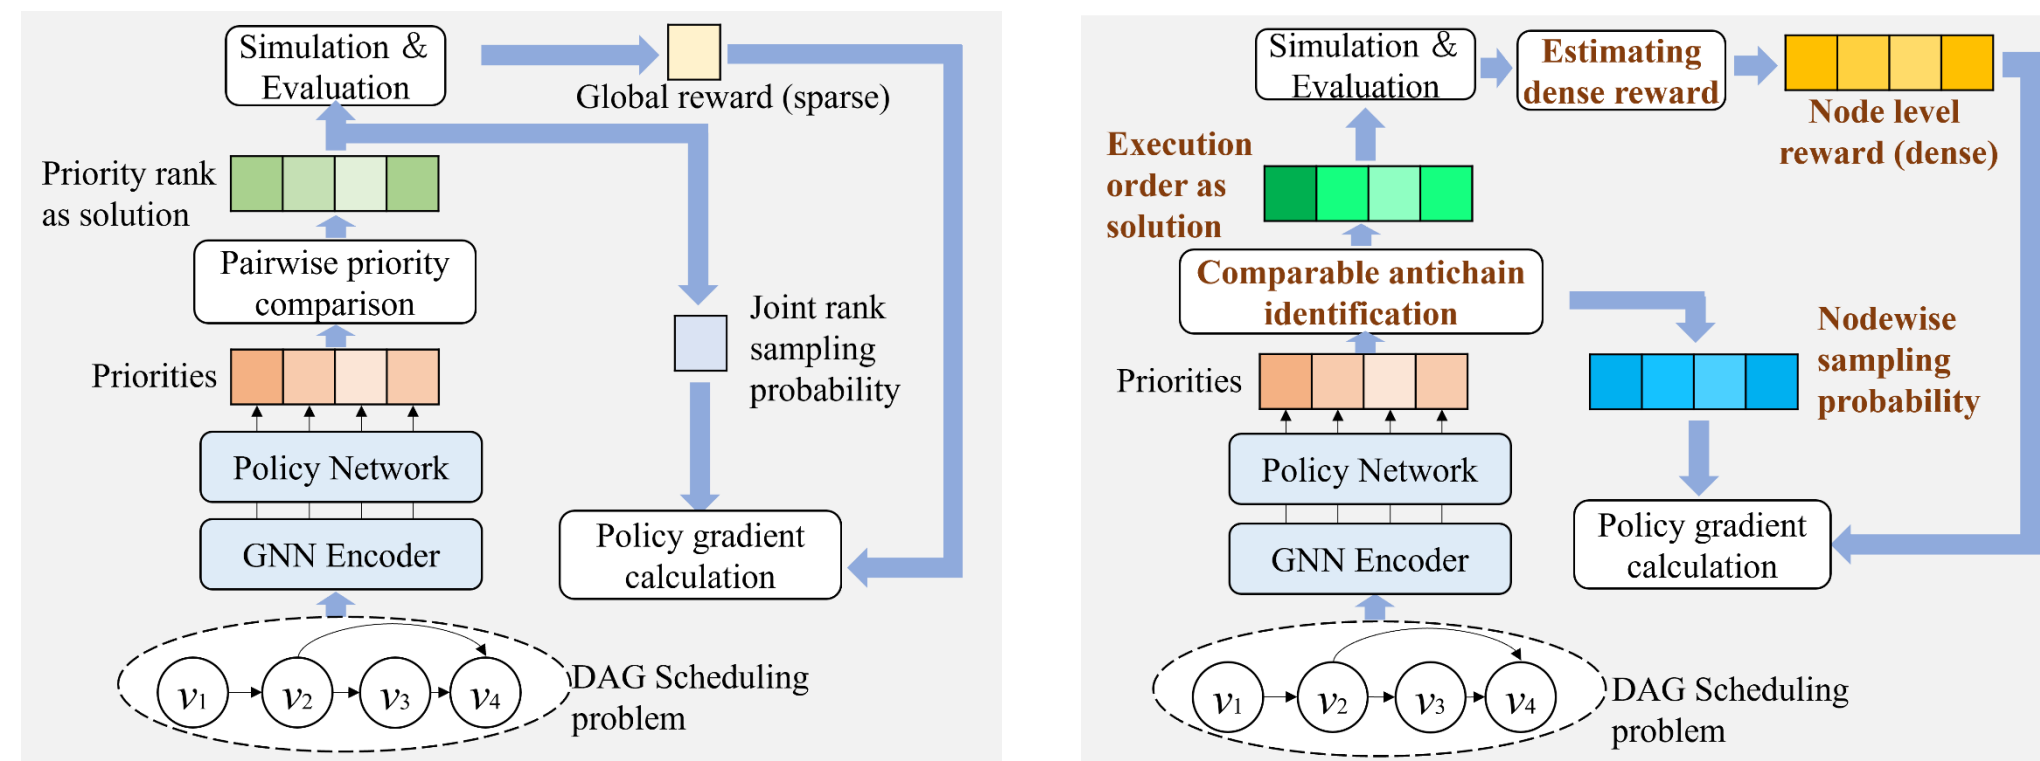 Simulation &
Evaluation
Global reward (sparse)
Priority rank
as solution
Pairwise priority
comparison
Joint rank
sampling
probability
Priorities
Policy Network
GNN Encoder
Policy gradient
calculation
v1
v2
v3
v4
DAG Scheduling
problem
Simulation &
Evaluation
Estimating
dense reward
Node level
reward (dense)
Execution
order as
solution
Comparable antichain
identification
Nodewise
sampling
probability
Priorities
Policy Network
GNN Encoder
Policy gradient
calculation
v1
v2
v3
v4
DAG Scheduling
problem